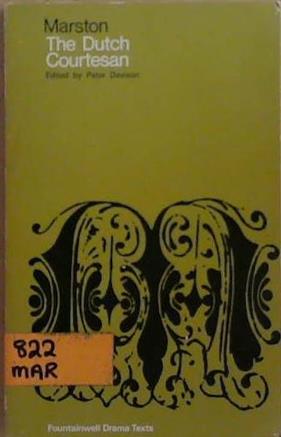 Marston
The Dutch
Courtesan
Edited by Peter Davison
822
MAR
Fountainwell Drama Texts